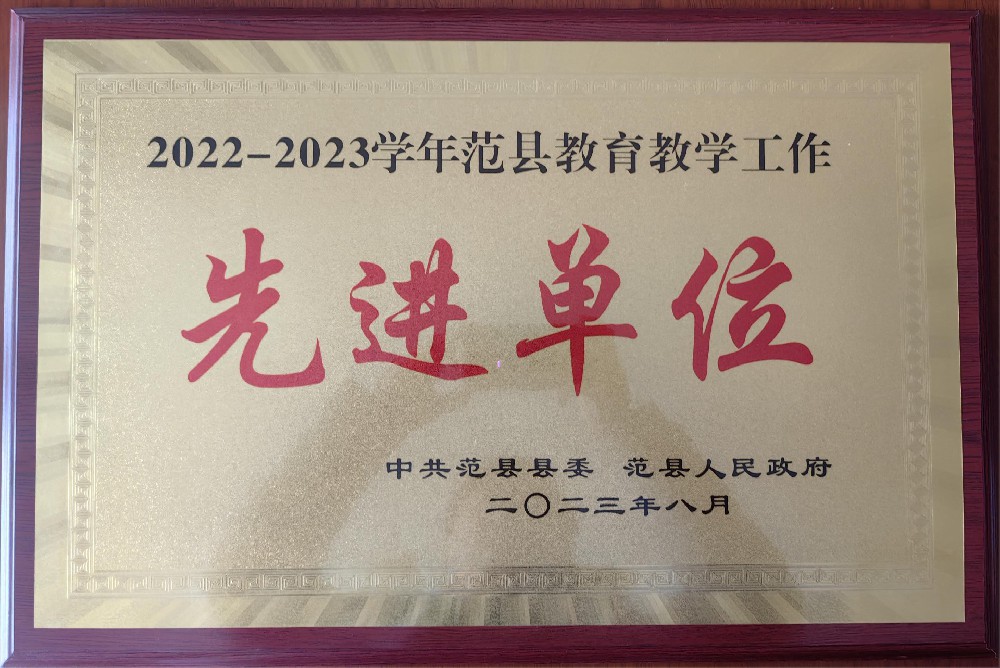 2022-2023学年范县教育教学工作
先进单位
中共范县县委 范县人民政府
二〇二三年八月